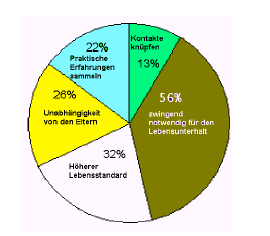 22%
Praktische
Erfahrungen
sammeln
Kontakte
knüpfen
13%
56%
zwingend
notwendig für den
Lebensunterhalt
26%
Unabhängigkeit
von den Eltern
32%
Höherer
Lebensstandard